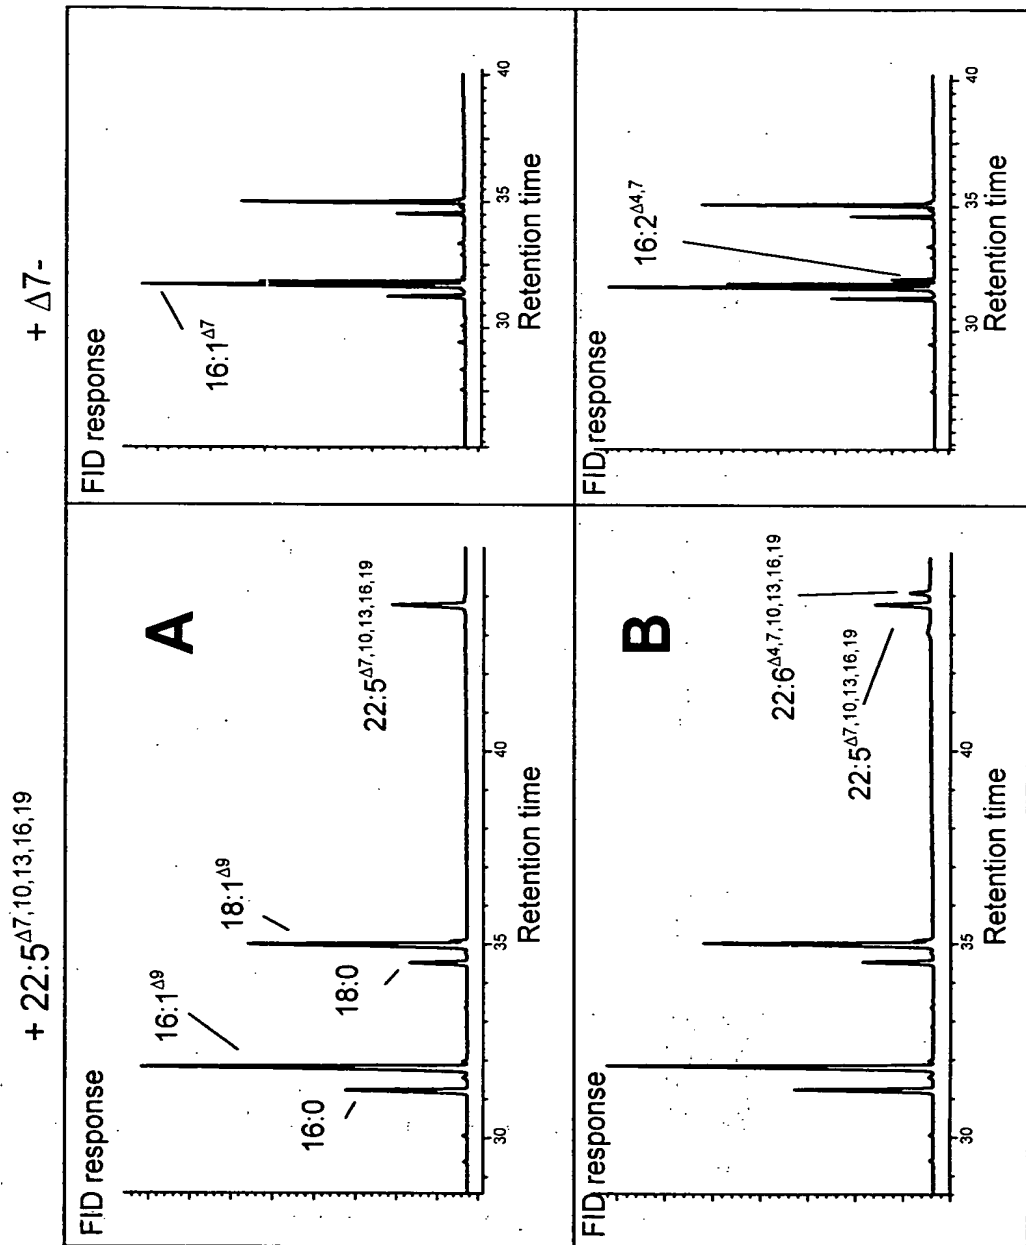 + 22:5Δ7,10,13,16,19
+ Δ7-
FID response
A
16:0
16:1Δ9
18:0
18:1Δ9
22:5Δ7,10,13,16,19
30
35
40
Retention time
FID response
16:1Δ7
30
35
40
Retention time
FID response
B
22:5Δ7,10,13,16,19
22:6Δ4,7,10,13,16,19
30
35
40
Retention time
FID response
16:2Δ4,7
30
35
40
Retention time